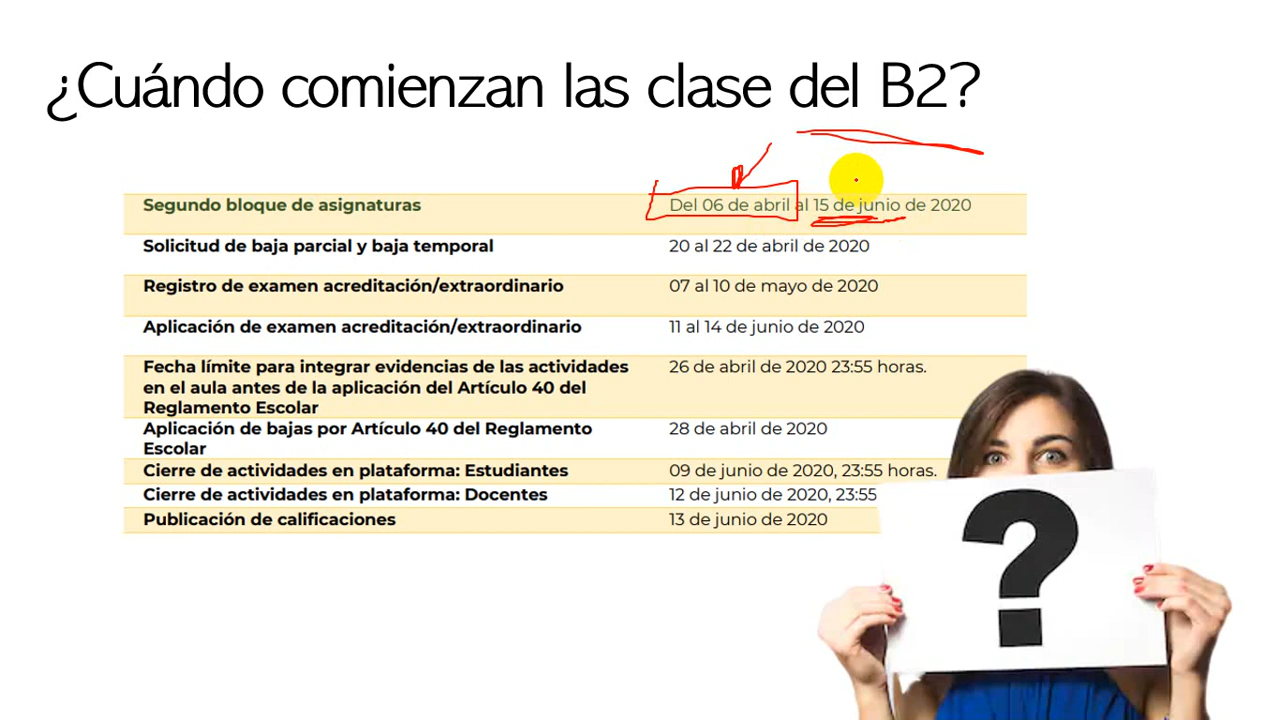 ¿Cuándo comienzan las clase del B2?
Segundo bloque de asignaturas Del 06 de abril al 15 de junio de 2020
Solicitud de baja parcial y baja temporal 20 al 22 de abril de 2020
Registro de examen acreditación/extraordinario 07 al 10 de mayo de 2020
Aplicación de examen acreditación/extraordinario 11 al 14 de junio de 2020
Fecha límite para integrar evidencias de las actividades 26 de abril de 2020 23:55 horas.
en el aula antes de la aplicación del Artículo 40 del
Reglamento Escolar
Aplicación de bajas por Artículo 40 del Reglamento 28 de abril de 2020
Escolar
Cierre de actividades en plataforma: Estudiantes 09 de junio de 2020, 23:55 horas.
Cierre de actividades en plataforma: Docentes 12 de junio de 2020, 23:55
Publicación de calificaciones 13 de junio de 2020
?